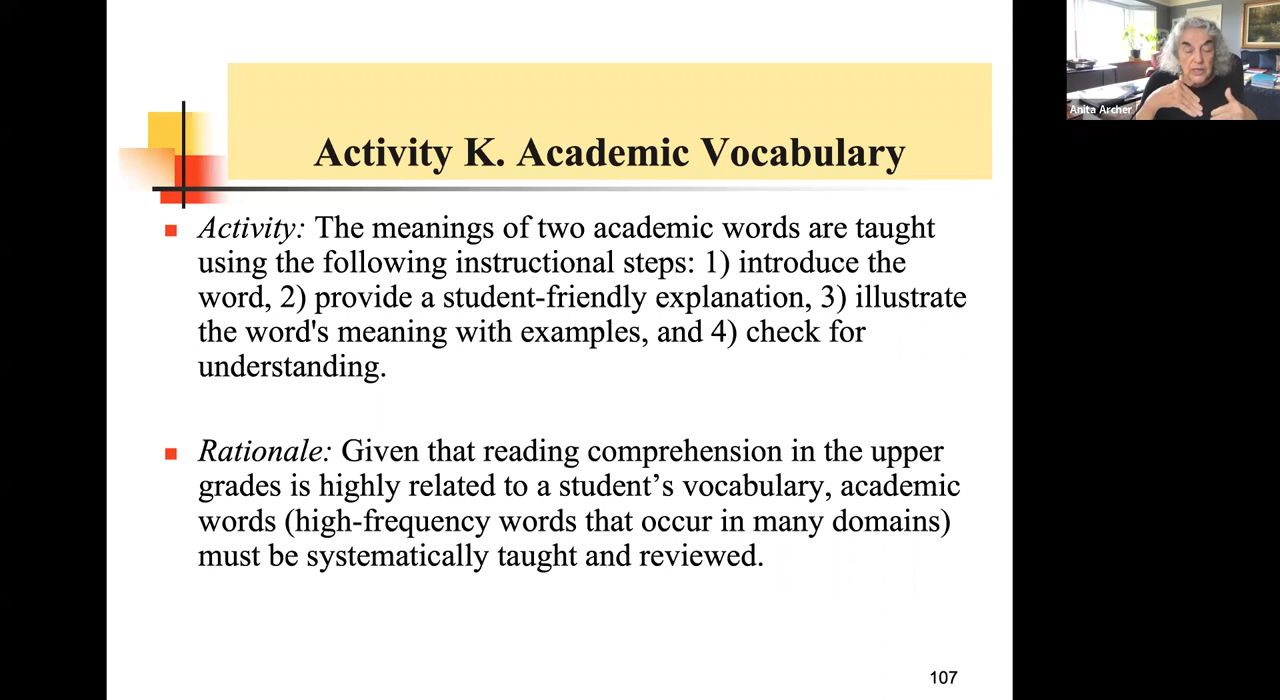 Activity K. Academic Vocabulary
Activity: The meanings of two academic words are taught
using the following instructional steps: 1) introduce the
word, 2) provide a student-friendly explanation, 3) illustrate
the word's meaning with examples, and 4) check for
understanding.
Rationale: Given that reading comprehension in the upper
grades is highly related to a student’s vocabulary, academic
words (high-frequency words that occur in many domains)
must be systematically taught and reviewed.
107
Anita Archer